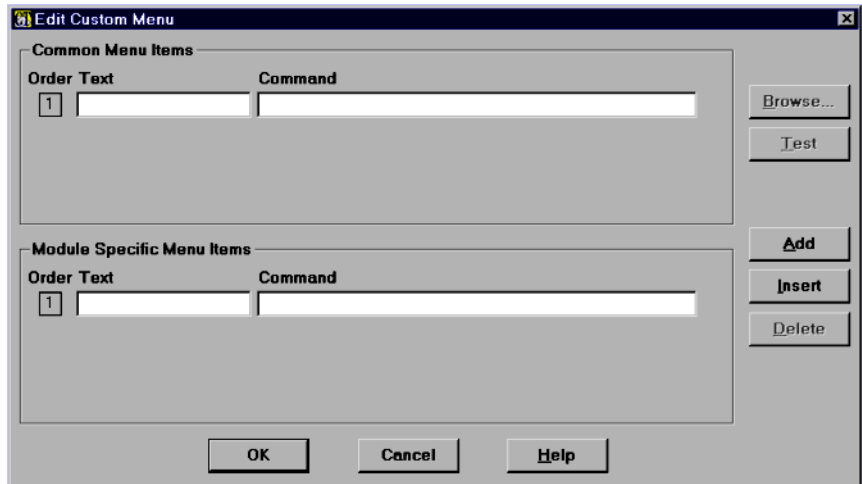 Edit Custom Menu
Common Menu Items
Order Text Command
1
Browse...
Test
Module Specific Menu Items
Order Text Command
1
Add
Insert
Delete
OK Cancel Help